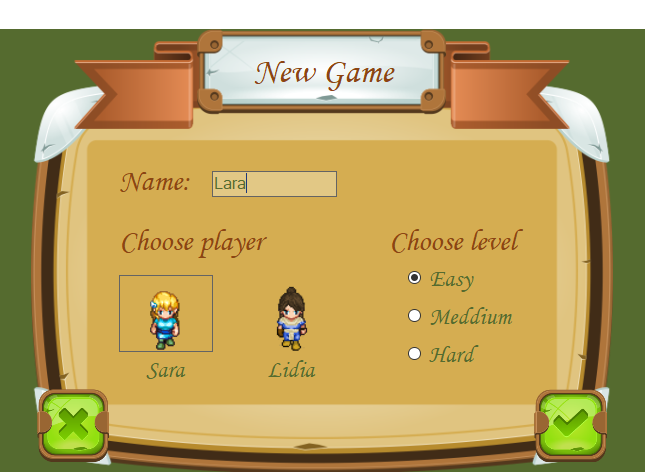 New Game
Name: Lara
Choose player
Choose level
Easy
Meddium
Hard
Sara
Lidia